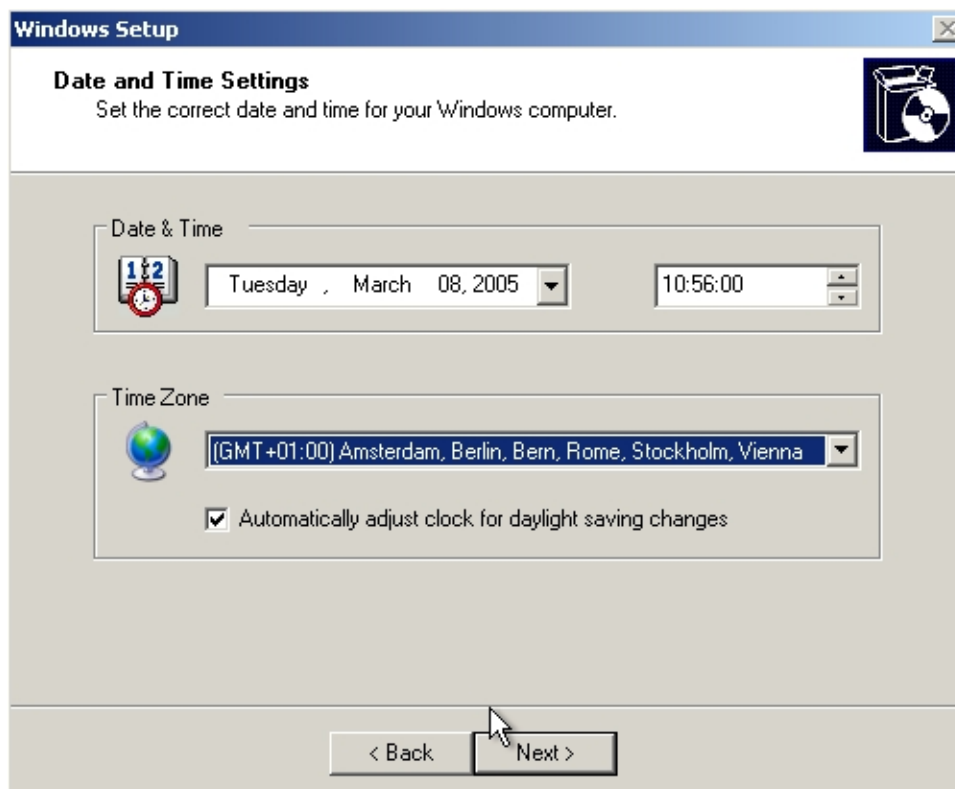 Windows Setup
Date and Time Settings
Set the correct date and time for your Windows computer.
Date & Time
12
Tuesday , March 08, 2005
10:56:00
Time Zone
(GMT+01:00) Amsterdam, Berlin, Bern, Rome, Stockholm, Vienna
Automatically adjust clock for daylight saving changes
< Back
Next >